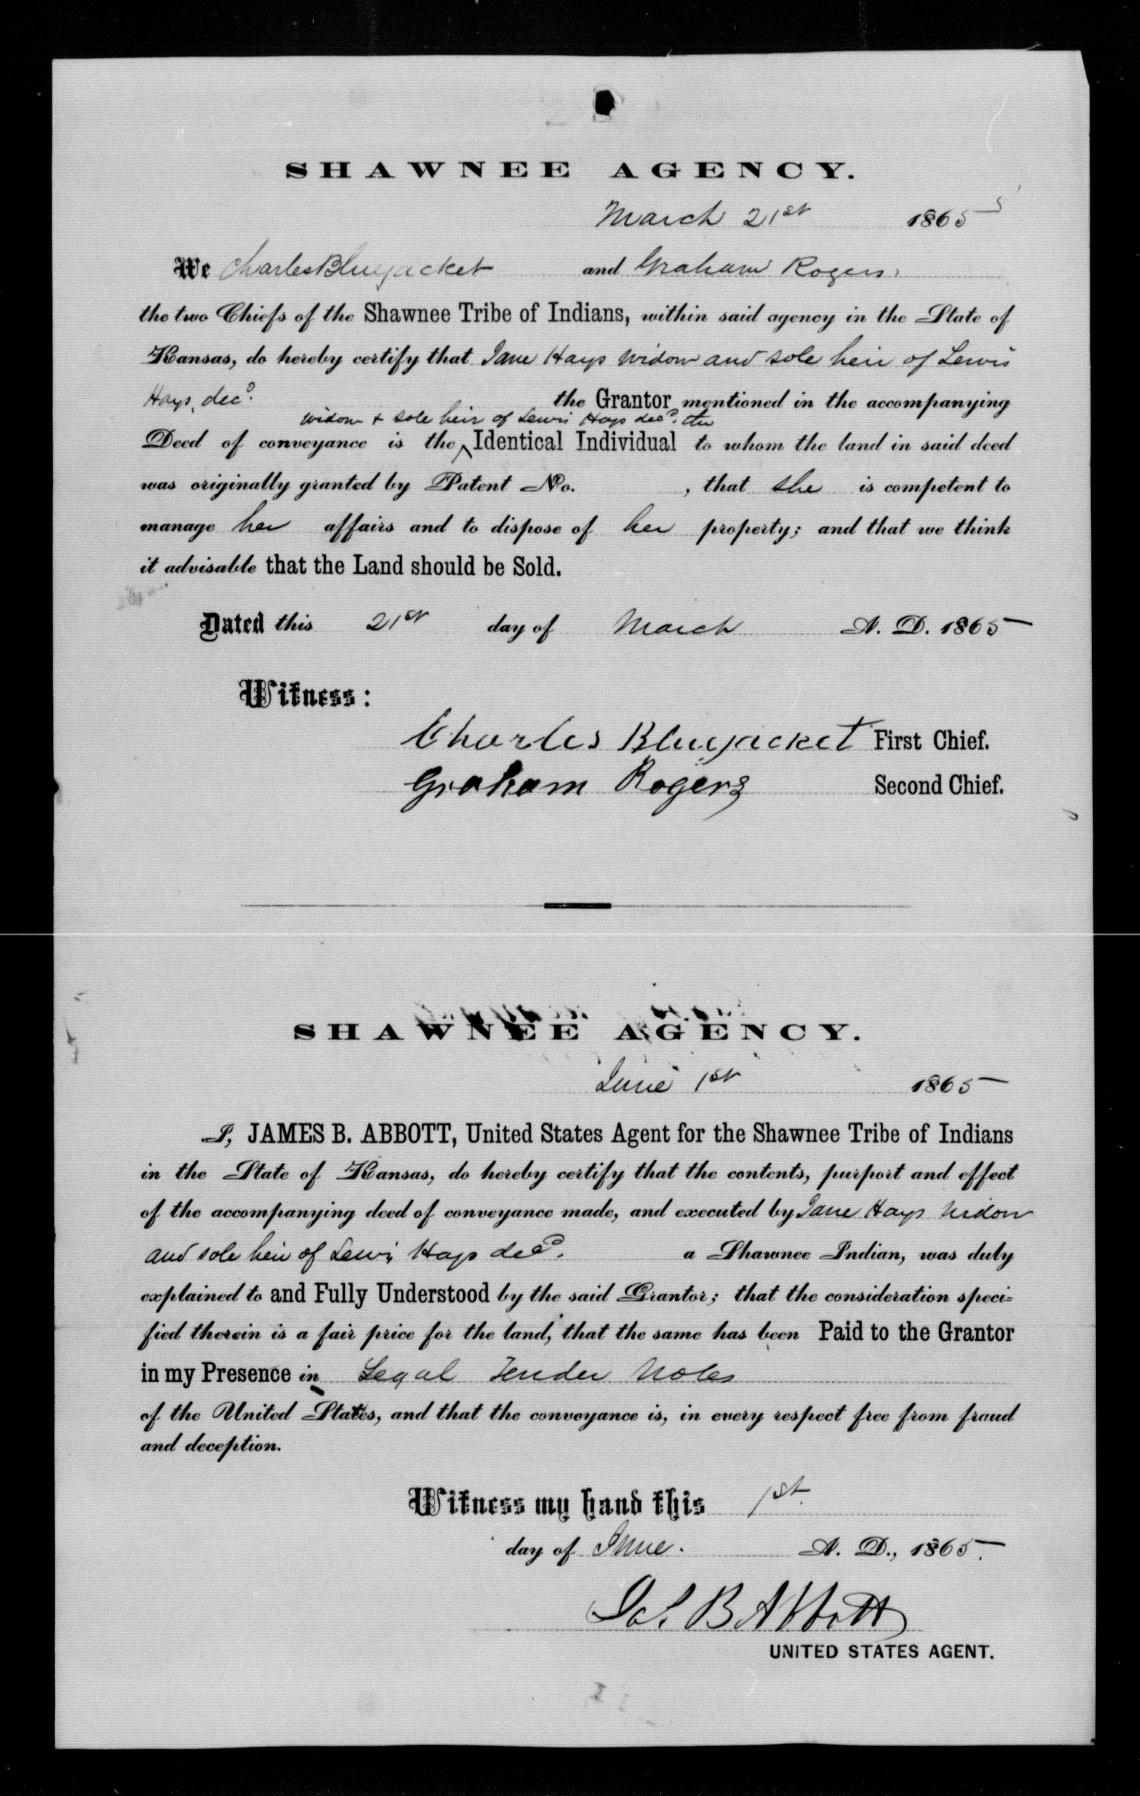 SHAWNEE AGENCY.
March 21st 1865
We Charles Bluejacket and Graham Rogers,
the two Chiefs of the Shawnee Tribe of Indians, within said agency in the State of
Kansas, do hereby certify that Jane Hays widow and sole heir of Lewis
Hays, decd. the Grantor mentioned in the accompanying
widow & sole heir of Lewis Hays decd. the
Deed of conveyance is the ^ Identical Individual to whom the land in said deed
was originally granted by Patent No. , that she is competent to
manage her affairs and to dispose of her property; and that we think
it advisable that the Land should be Sold.
Dated this 21st day of March A. D. 1865
Witness:
Charles Bluejacket First Chief.
Graham Rogers Second Chief.
SHAWNEE AGENCY.
June 1st 1865
I, JAMES B. ABBOTT, United States Agent for the Shawnee Tribe of Indians
in the State of Kansas, do hereby certify that the contents, purport and effect
of the accompanying deed of conveyance made, and executed by Jane Hays widow
and sole heir of Lewis Hays decd. a Shawnee Indian, was duly
explained to and Fully Understood by the said Grantor; that the consideration speci-
fied therein is a fair price for the land, that the same has been Paid to the Grantor
in my Presence in Legal Tender Notes
of the United States, and that the conveyance is, in every respect free from fraud
and deception.
Witness my hand this 1st.
day of June. A. D., 1865.
Jas. B Abbott
UNITED STATES AGENT.